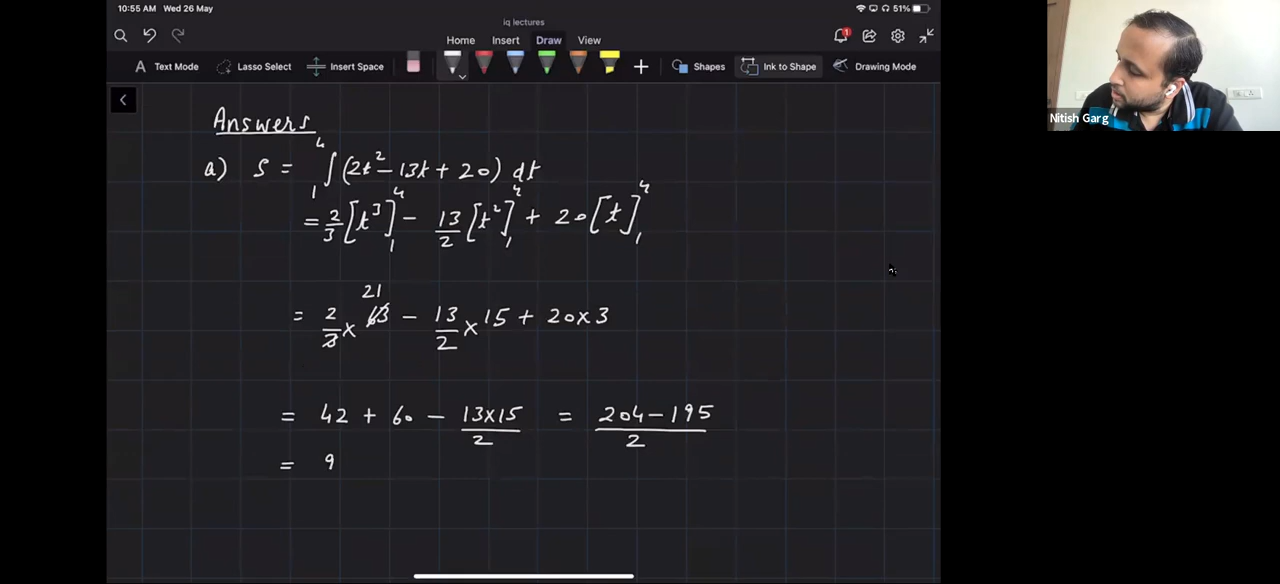 10:55 AM Wed 26 May
51%
iq lectures
Home Insert Draw View
1
Text Mode Lasso Select Insert Space Shapes Ink to Shape Drawing Mode
Nitish Garg
Answers
a) S = ∫₁⁴ (2t² - 13t + 20) dt
= 2/3 [t³]₁⁴ - 13/2 [t²]₁⁴ + 20 [t]₁⁴
21
= 2/3 × 63 - 13/2 × 15 + 20 × 3
= 42 + 60 - 13×15/2 = 204-195/2
= 9